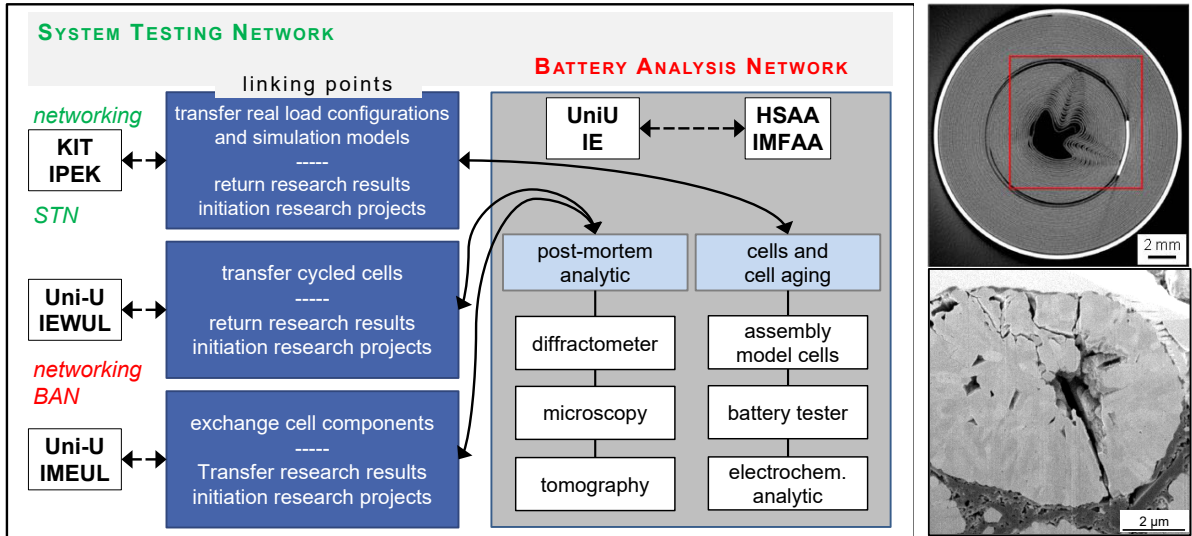 SYSTEM TESTING NETWORK
linking points
BATTERY ANALYSIS NETWORK
networking
KIT
IPEK
STN
transfer real load configurations
and simulation models
-----
return research results
initiation research projects
UniU
IE
HSAA
IMFAA
Uni-U
IEWUL
transfer cycled cells
-----
return research results
initiation research projects
networking
BAN
Uni-U
IMEUL
exchange cell components
-----
Transfer research results
initiation research projects
post-mortem
analytic
diffractometer
microscopy
tomography
cells and
cell aging
assembly
model cells
battery tester
electrochem.
analytic
2 mm
2 µm